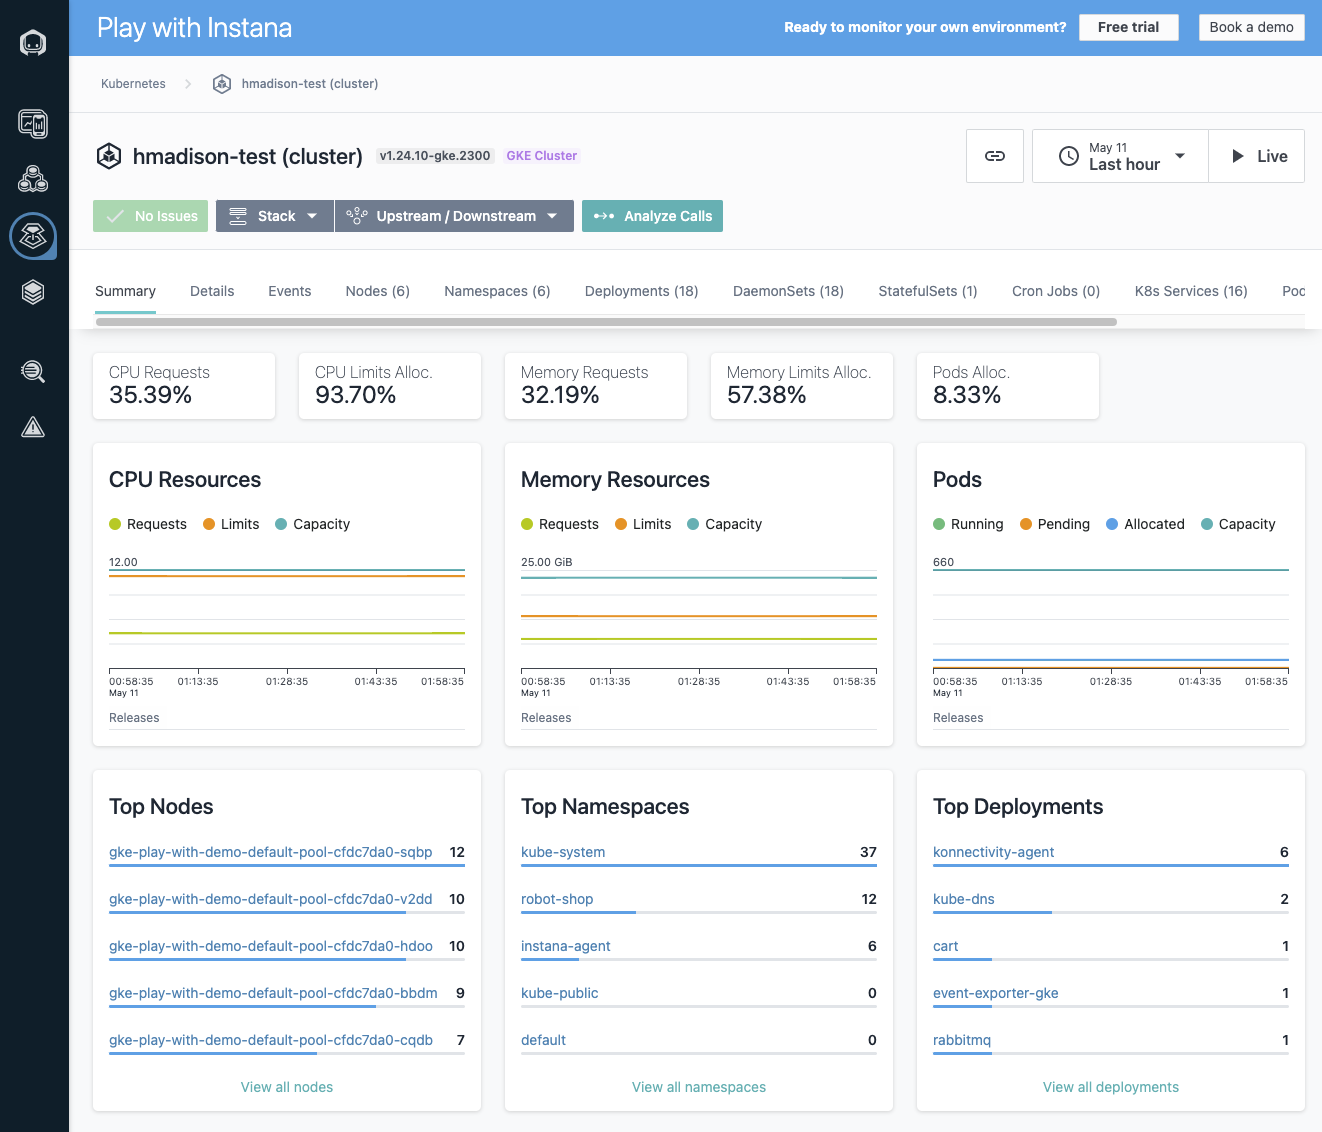 Play with Instana
Ready to monitor your own environment?
Free trial
Book a demo
Kubernetes
hmadison-test (cluster)
hmadison-test (cluster)
v1.24.10-gke.2300
GKE Cluster
May 11
Last hour
Live
No Issues
Stack
Upstream / Downstream
Analyze Calls
Summary
Details
Events
Nodes (6)
Namespaces (6)
Deployments (18)
DaemonSets (18)
StatefulSets (1)
Cron Jobs (0)
K8s Services (16)
CPU Requests
35.39%
CPU Limits Alloc.
93.70%
Memory Requests
32.19%
Memory Limits Alloc.
57.38%
Pods Alloc.
8.33%
CPU Resources
Requests
Limits
Capacity
12.00
00:58:35
01:13:35
01:28:35
01:43:35
01:58:35
May 11
Releases
Memory Resources
Requests
Limits
Capacity
25.00 GiB
00:58:35
01:13:35
01:28:35
01:43:35
01:58:35
May 11
Releases
Pods
Running
Pending
Allocated
Capacity
660
00:58:35
01:13:35
01:28:35
01:43:35
01:58:35
May 11
Releases
Top Nodes
gke-play-with-demo-default-pool-cfdc7da0-sqbp 12
gke-play-with-demo-default-pool-cfdc7da0-v2dd 10
gke-play-with-demo-default-pool-cfdc7da0-hdoo 10
gke-play-with-demo-default-pool-cfdc7da0-bbdm 9
gke-play-with-demo-default-pool-cfdc7da0-cqdb 7
View all nodes
Top Namespaces
kube-system 37
robot-shop 12
instana-agent 6
kube-public 0
default 0
View all namespaces
Top Deployments
konnectivity-agent 6
kube-dns 2
cart 1
event-exporter-gke 1
rabbitmq 1
View all deployments